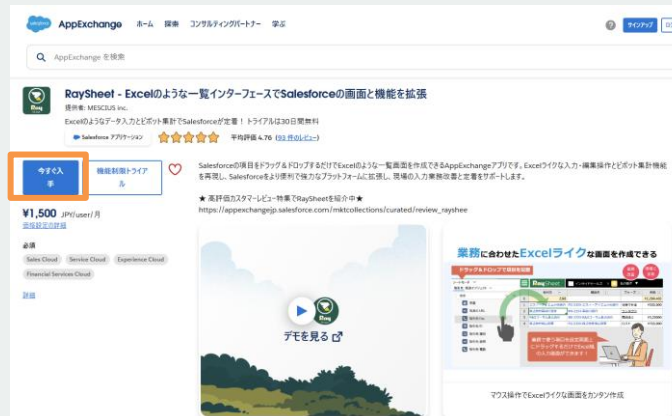 salesforce
AppExchange ホーム 探索 コンサルティングパートナー 学ぶ
サインアップ
AppExchange を検索
RaySheet - Excelのような一覧インターフェースでSalesforceの画面と機能を拡張
提供者: MESCIUS inc.
Excelのようなデータ入力とピボット集計でSalesforceが定着！ トライアルは30日間無料
Salesforce アプリケーション 平均評価 4.76 (93 件のレビュー)
Ray
今すぐ入
手
機能制限トライア
ル
Salesforceの項目をドラッグ＆ドロップするだけでExcelのような一覧画面を作成できるAppExchangeアプリです。Excelライクな入力・編集操作とピボット集計機能
を再現し、Salesforceをより便利で強力なプラットフォームに拡張し、現場の入力業務改善と定着をサポートします。
★ 高評価カスタマーレビュー特集でRaySheetを紹介中★
https://appexchangejp.salesforce.com/mktcollections/curated/review_rayshee
¥1,500 JPY/user/月
価格設定の詳細
必須
Sales Cloud Service Cloud Experience Cloud
Financial Services Cloud
詳細
Ray
デモを見る
業務に合わせたExcelライクな画面を作成できる
ドラッグ＆ドロップで項目を配置
RaySheet
マウス操作でExcelライクな画面をカンタン作成